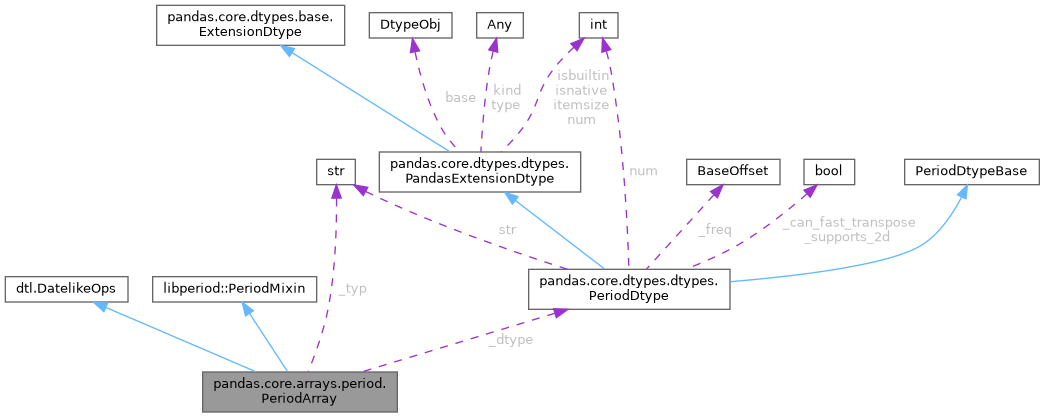 pandas.core.dtypes.base.
ExtensionDtype
DtypeObj
Any
int
base
kind
type
isbuiltin
isnative
itemsize
num
pandas.core.dtypes.dtypes.
PandasExtensionDtype
str
num
BaseOffset
bool
PeriodDtypeBase
str
_freq
_can_fast_transpose
_supports_2d
dtl.DatelikeOps
libperiod::PeriodMixin
_typ
pandas.core.dtypes.dtypes.
PeriodDtype
_dtype
pandas.core.arrays.period.
PeriodArray